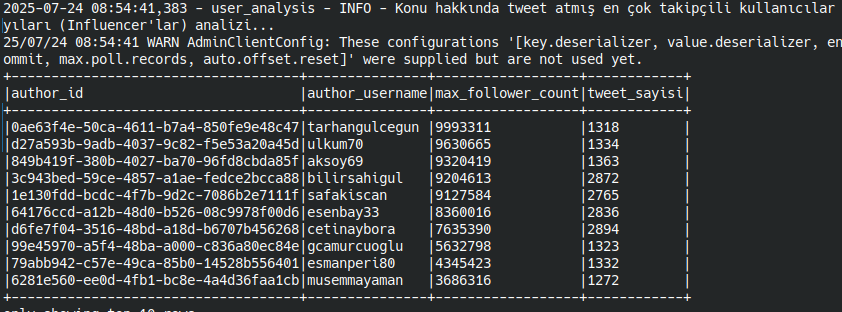 2025-07-24 08:54:41,383 - user_analysis - INFO - Konu hakkında tweet atmış en çok takipçili kullanıcılar
yıları (Influencer'lar) analizi...
25/07/24 08:54:41 WARN AdminClientConfig: These configurations '[key.deserializer, value.deserializer, en
ommit, max.poll.records, auto.offset.reset]' were supplied but are not used yet.
+------------------------------------+---------------+------------------+------------+
|author_id                           |author_username|max_follower_count|tweet_sayisi|
+------------------------------------+---------------+------------------+------------+
|0ae63f4e-50ca-4611-b7a4-850fe9e48c47|tarhangulcegun |9993311           |1318        |
|d27a593b-9adb-4037-9c82-f5e53a20a45d|ulkum70        |9630665           |1334        |
|849b419f-380b-4027-ba70-96fd8cbda85f|aksoy69        |9320419           |1363        |
|3c943bed-59ce-4857-a1ae-fedce2bcca88|bilirsahigul   |9204613           |2872        |
|1e130fdd-bcdc-4f7b-9d2c-7086b2e7111f|safakiscan     |9127584           |2765        |
|64176ccd-a12b-48d0-b526-08c9978f00d6|esenbay33      |8360016           |2836        |
|d6fe7f04-3516-48bd-a18d-b6707b456268|cetinaybora    |7635390           |2894        |
|99e45970-a5f4-48ba-a000-c836a80ec84e|gcamurcuoglu   |5632798           |1323        |
|79abb942-c57e-49ca-85b0-14528b556401|esmanperi80    |4345423           |1332        |
|6281e560-ee0d-4fb1-bc8e-4a4d36faa1cb|musemmayaman   |3686316           |1272        |
+------------------------------------+---------------+------------------+------------+
only showing top 10 rows